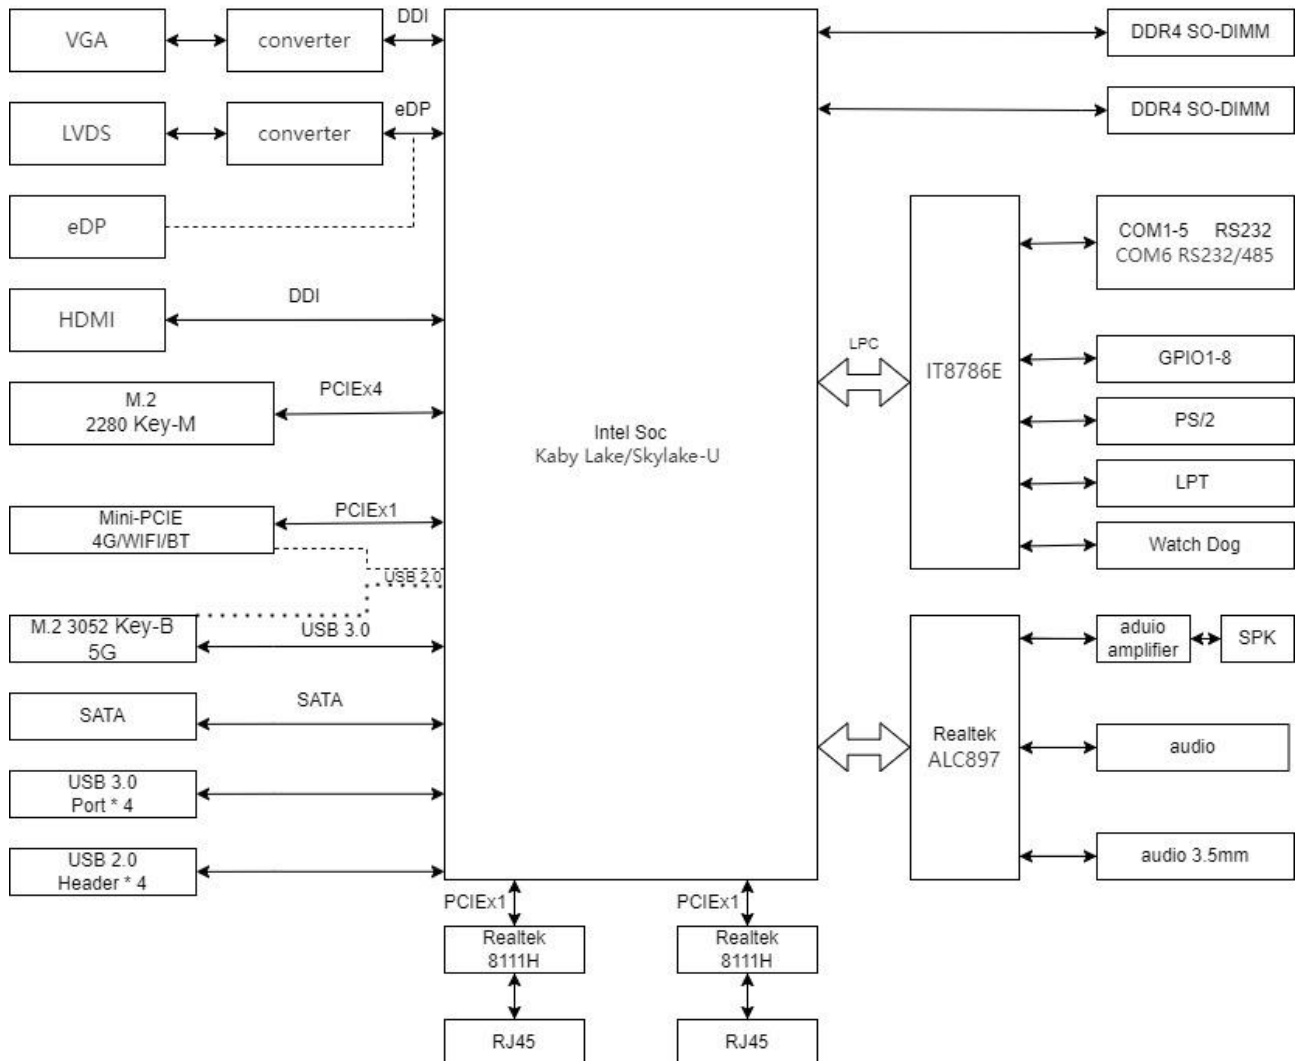 VGA
converter
DDI
LVDS
converter
eDP
eDP
HDMI
DDI
M.2
2280 Key-M
PCIEx4
Mini-PCIE
4G/WIFI/BT
PCIEx1
USB 2.0
M.2 3052 Key-B
5G
USB 3.0
SATA
SATA
USB 3.0
Port * 4
USB 2.0
Header * 4
Intel Soc
Kaby Lake/Skylake-U
DDR4 SO-DIMM
DDR4 SO-DIMM
LPC
IT8786E
COM1-5 RS232
COM6 RS232/485
GPIO1-8
PS/2
LPT
Watch Dog
Realtek
ALC897
aduio
amplifier
SPK
audio
audio 3.5mm
PCIEx1
PCIEx1
Realtek
8111H
Realtek
8111H
RJ45
RJ45